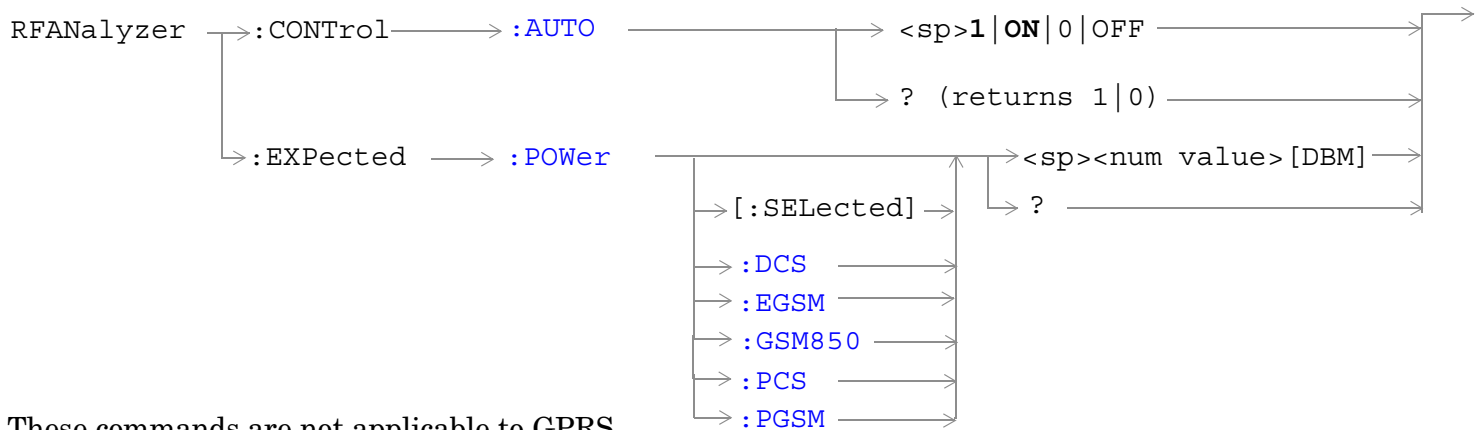 RFANalyzer :CONTrol :AUTO <sp>1|ON|0|OFF
? (returns 1|0)
:EXPected :POWer <sp><num value>[DBM]
[:SELected] ?
:DCS
:EGSM
:GSM850
:PCS
:PGSM
These commands are not applicable to GPRS